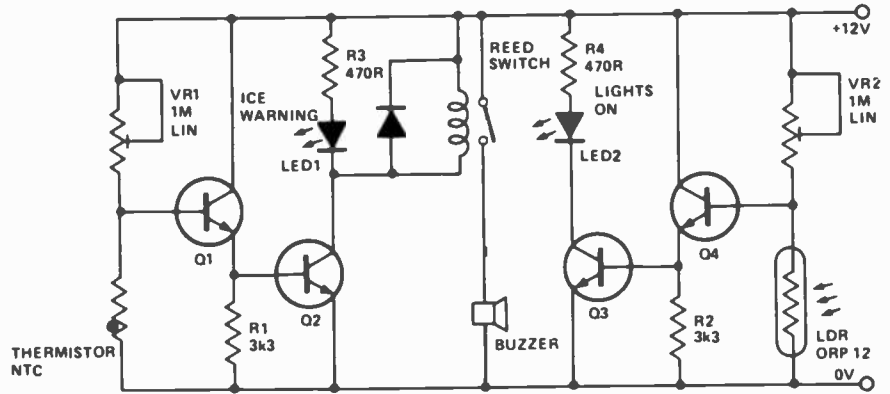 +12V
R3
470R
REED
SWITCH
R4
470R
VR1
1M
LIN
ICE
WARNING
LIGHTS
ON
VR2
1M
LIN
LED1
LED2
Q1
Q4
Q2
Q3
R1
3k3
BUZZER
R2
3k3
THERMISTOR
NTC
LDR
ORP 12
0V